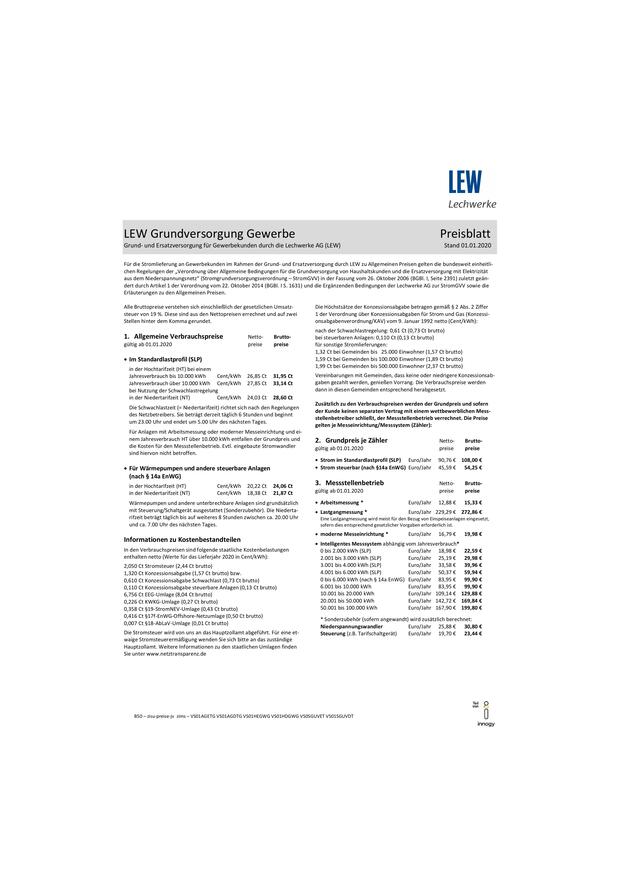 LEW
Lechwerke
LEW Grundversorgung Gewerbe
Preisblatt
Grund- und Ersatzversorgung für Gewerbekunden durch die Lechwerke AG (LEW)
Stand 01.01.2020
Für die Stromlieferung an Gewerbekunden im Rahmen der Grund- und Ersatzversorgung durch LEW zu Allgemeinen Preisen gelten die bundesweit einheitli-
chen Regelungen der „Verordnung über Allgemeine Bedingungen für die Grundversorgung von Haushaltskunden und die Ersatzversorgung mit Elektrizität
aus dem Niederspannungsnetz" (Stromgrundversorgungsverordnung – StromGVV) in der Fassung vom 26. Oktober 2006 (BGBl. I, Seite 2391) zuletzt geän-
dert durch Artikel 1 der Verordnung vom 22. Oktober 2014 (BGBl. I S. 1631) und die Ergänzenden Bedingungen der Lechwerke AG zur StromGVV sowie die
Erläuterungen zu den Allgemeinen Preisen.
Alle Bruttopreise verstehen sich einschließlich der gesetzlichen Umsatz-
steuer von 19 %. Diese sind aus den Nettopreisen errechnet und auf zwei
Stellen hinter dem Komma gerundet.
1. Allgemeine Verbrauchspreise Netto- Brutto-
gültig ab 01.01.2020 preise preise
• Im Standardlastprofil (SLP)
in der Hochtarifzeit (HT) bei einem
Jahresverbrauch bis 10.000 kWh Cent/kWh 26,85 Ct 31,95 Ct
Jahresverbrauch über 10.000 kWh Cent/kWh 27,85 Ct 33,14 Ct
bei Nutzung der Schwachlastregelung
in der Niedertarifzeit (NT) Cent/kWh 24,03 Ct 28,60 Ct
Die Schwachlastzeit (= Niedertarifzeit) richtet sich nach den Regelungen
des Netzbetreibers. Sie beträgt derzeit täglich 6 Stunden und beginnt
um 23.00 Uhr und endet um 5.00 Uhr des nächsten Tages.
Für Anlagen mit Arbeitsmessung oder moderner Messeinrichtung und ei-
nem Jahresverbrauch HT über 10.000 kWh entfallen der Grundpreis und
die Kosten für den Messstellenbetrieb. Evtl. eingebaute Stromwandler
sind hiervon nicht betroffen.
• Für Wärmepumpen und andere steuerbare Anlagen
(nach § 14a EnWG)
in der Hochtarifzeit (HT) Cent/kWh 20,22 Ct 24,06 Ct
in der Niedertarifzeit (NT) Cent/kWh 18,38 Ct 21,87 Ct
Wärmepumpen und andere unterbrechbare Anlagen sind grundsätzlich
mit Steuerung/Schaltgerät ausgestattet (Sonderzubehör). Die Niederta-
rifzeit beträgt täglich bis auf weiteres 8 Stunden zwischen ca. 20.00 Uhr
und ca. 7.00 Uhr des nächsten Tages.
Informationen zu Kostenbestandteilen
In den Verbrauchspreisen sind folgende staatliche Kostenbelastungen
enthalten netto (Werte für das Lieferjahr 2020 in Cent/kWh):
2,050 Ct Stromsteuer (2,44 Ct brutto)
1,320 Ct Konzessionsabgabe (1,57 Ct brutto) bzw.
0,610 Ct Konzessionsabgabe Schwachlast (0,73 Ct brutto)
0,110 Ct Konzessionsabgabe steuerbare Anlagen (0,13 Ct brutto)
6,756 Ct EEG-Umlage (8,04 Ct brutto)
0,226 Ct KWKG-Umlage (0,27 Ct brutto)
0,358 Ct §19-StromNEV-Umlage (0,43 Ct brutto)
0,416 Ct §17f-EnWG-Offshore-Netzumlage (0,50 Ct brutto)
0,007 Ct §18-AbLaV-Umlage (0,01 Ct brutto)
Die Stromsteuer wird von uns an das Hauptzollamt abgeführt. Für eine et-
waige Stromsteuerermäßigung wenden Sie sich bitte an das zuständige
Hauptzollamt. Weitere Informationen zu den staatlichen Umlagen finden
Sie unter www.netztransparenz.de
Die Höchstsätze der Konzessionsabgabe betragen gemäß § 2 Abs. 2 Ziffer
1 der Verordnung über Konzessionsabgaben für Strom und Gas (Konzessi-
onsabgabenverordnung/KAV) vom 9. Januar 1992 netto (Cent/kWh):
nach der Schwachlastregelung: 0,61 Ct (0,73 Ct brutto)
bei steuerbaren Anlagen: 0,110 Ct (0,13 Ct brutto)
für sonstige Stromlieferungen:
1,32 Ct bei Gemeinden bis 25.000 Einwohner (1,57 Ct brutto)
1,59 Ct bei Gemeinden bis 100.000 Einwohner (1,89 Ct brutto)
1,99 Ct bei Gemeinden bis 500.000 Einwohner (2,37 Ct brutto)
Vereinbarungen mit Gemeinden, dass keine oder niedrigere Konzessionsab-
gaben gezahlt werden, genießen Vorrang. Die Verbrauchspreise werden
dann in diesen Gemeinden entsprechend herabgesetzt.
Zusätzlich zu den Verbrauchspreisen werden der Grundpreis und sofern
der Kunde keinen separaten Vertrag mit einem wettbewerblichen Mess-
stellenbetreiber schließt, der Messstellenbetrieb verrechnet. Die Preise
gelten je Messeinrichtung/Messsystem (Zähler):
2. Grundpreis je Zähler Netto- Brutto-
gültig ab 01.01.2020 preise preise
• Strom im Standardlastprofil (SLP) Euro/Jahr 90,76 € 108,00 €
• Strom steuerbar (nach §14a EnWG) Euro/Jahr 45,59 € 54,25 €
3. Messstellenbetrieb Netto- Brutto-
gültig ab 01.01.2020 preise preise
• Arbeitsmessung * Euro/Jahr 12,88 € 15,33 €
• Lastgangmessung * Euro/Jahr 229,29 € 272,86 €
Eine Lastgangmessung wird meist für den Bezug von Einspeiseanlagen eingesetzt,
sofern dies entsprechend gesetzlicher Vorgaben erforderlich ist.
• moderne Messeinrichtung * Euro/Jahr 16,79 € 19,98 €
• Intelligentes Messsystem abhängig vom Jahresverbrauch*
0 bis 2.000 kWh (SLP) Euro/Jahr 18,98 € 22,59 €
2.001 bis 3.000 kWh (SLP) Euro/Jahr 25,19 € 29,98 €
3.001 bis 4.000 kWh (SLP) Euro/Jahr 33,58 € 39,96 €
4.001 bis 6.000 kWh (SLP) Euro/Jahr 50,37 € 59,94 €
0 bis 6.000 kWh (nach § 14a EnWG) Euro/Jahr 83,95 € 99,90 €
6.001 bis 10.000 kWh Euro/Jahr 83,95 € 99,90 €
10.001 bis 20.000 kWh Euro/Jahr 109,14 € 129,88 €
20.001 bis 50.000 kWh Euro/Jahr 142,72 € 169,84 €
50.001 bis 100.000 kWh Euro/Jahr 167,90 € 199,80 €
* Sonderzubehör (sofern angewandt) wird zusätzlich berechnet:
Niederspannungswandler Euro/Jahr 25,88 € 30,80 €
Steuerung (z.B. Tarifschaltgerät) Euro/Jahr 19,70 € 23,44 €
innogy